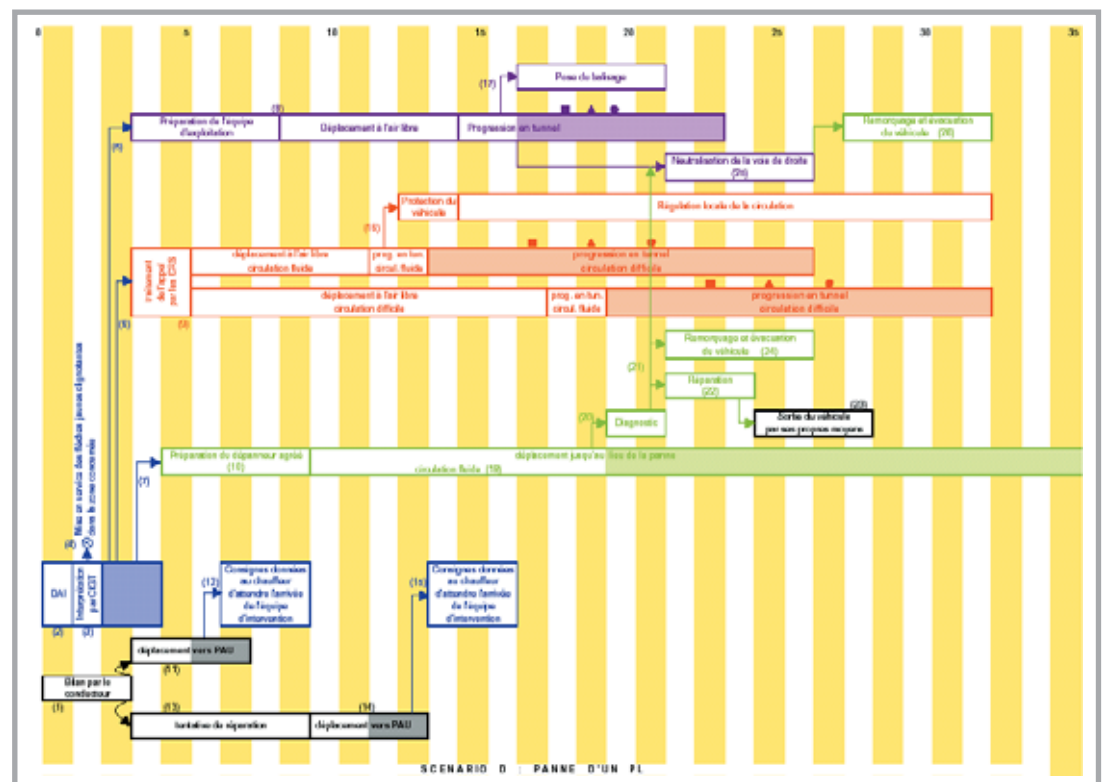 0 5 10 15 20 25 30 35
Pose du balisage
(17)
(8)
Préparation de l'équipe
d'exploitation
Déplacement à l'air libre
Progression en tunnel
Remorquage et évacuation
du véhicule (26)
(6)
Neutralisation de la voie de droite
(25)
Protection du
véhicule
Régulation locale de la circulation
(16)
traitement
de l'appel
par les CIS
déplacement à l'air libre
circulation fluide
prog. en tun.
circul. fluide
progression en tunnel
circulation difficile
déplacement à l'air libre
circulation difficile
prog. en tun.
circul. fluide
progression en tunnel
circulation difficile
(9)
Remorquage et évacuation
du véhicule (24)
(21)
Réparation
(22)
(23)
Sortie du véhicule
par ses propres moyens
(20)
Diagnostic
Mise en service des flèches jaunes clignotantes
dans la zone concernée
(4)
Préparation du dépanneur agréé
(10)
déplacement jusqu'au lieu de la panne
circulation fluide (19)
(7)
DAI
Interprétation
par CIGT
(2) (3)
(12)
Consignes données
au chauffeur
d'attendre l'arrivée
de l'équipe
d'intervention
(15)
Consignes données
au chauffeur
d'attendre l'arrivée
de l'équipe
d'intervention
déplacement vers PAU
(11)
Bilan par le
conducteur
(1)
(13)
(14)
tentative de réparation
déplacement vers PAU
SCENARIO D : PANNE D'UN PL